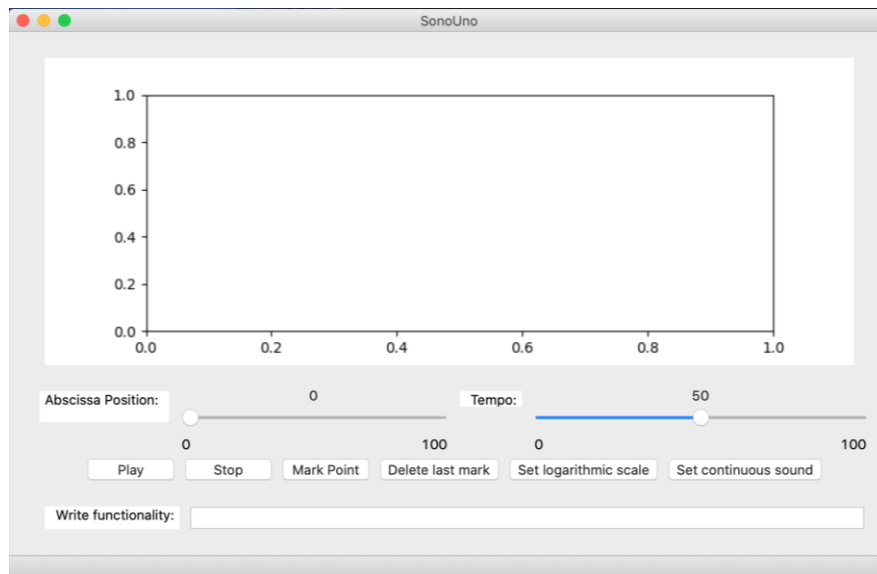 SonoUno
1.0
0.8
0.6
0.4
0.2
0.0
0.0 0.2 0.4 0.6 0.8 1.0
Abscissa Position: 0 Tempo: 50
0 100 0 100
Play Stop Mark Point Delete last mark Set logarithmic scale Set continuous sound
Write functionality: